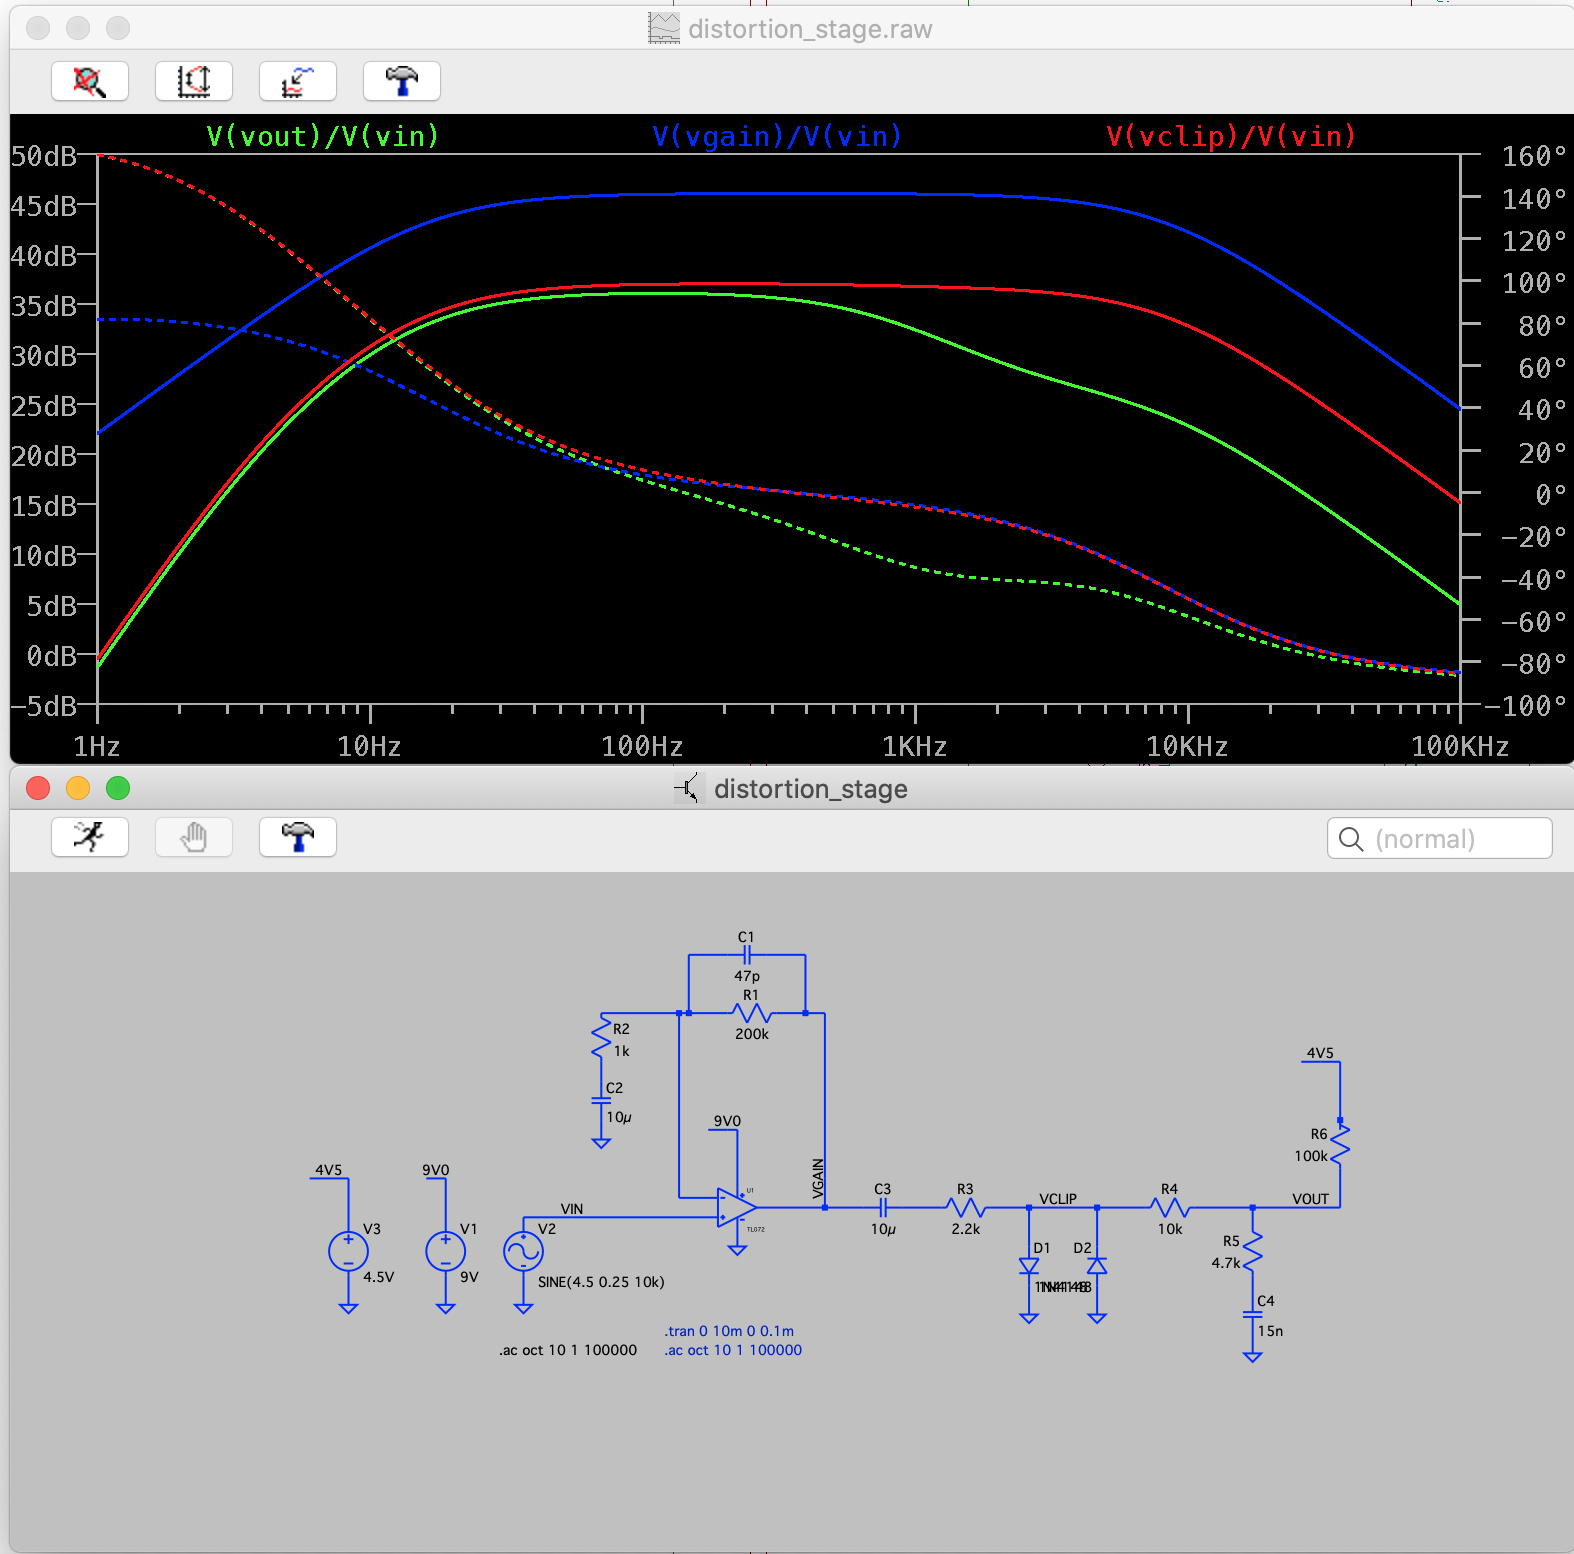 distortion_stage.raw
V(vout)/V(vin) V(vgain)/V(vin) V(vclip)/V(vin)
50dB 160°
45dB 140°
40dB 120°
35dB 100°
30dB 80°
25dB 60°
20dB 40°
15dB 20°
10dB 0°
5dB -20°
0dB -40°
-5dB -60°
-80°
-100°
1Hz 10Hz 100Hz 1KHz 10KHz 100KHz
distortion_stage
(normal)
C1
47p
R1
200k
R2
1k
C2
10µ
9V0
U1
TL072
VGAIN
VIN
4V5
V3
4.5V
9V0
V1
9V
V2
SINE(4.5 0.25 10k)
C3
10µ
R3
2.2k
VCLIP
D1 D2
1N4148
R4
10k
VOUT
4V5
R6
100k
R5
4.7k
C4
15n
.tran 0 10m 0 0.1m
.ac oct 10 1 100000 .ac oct 10 1 100000